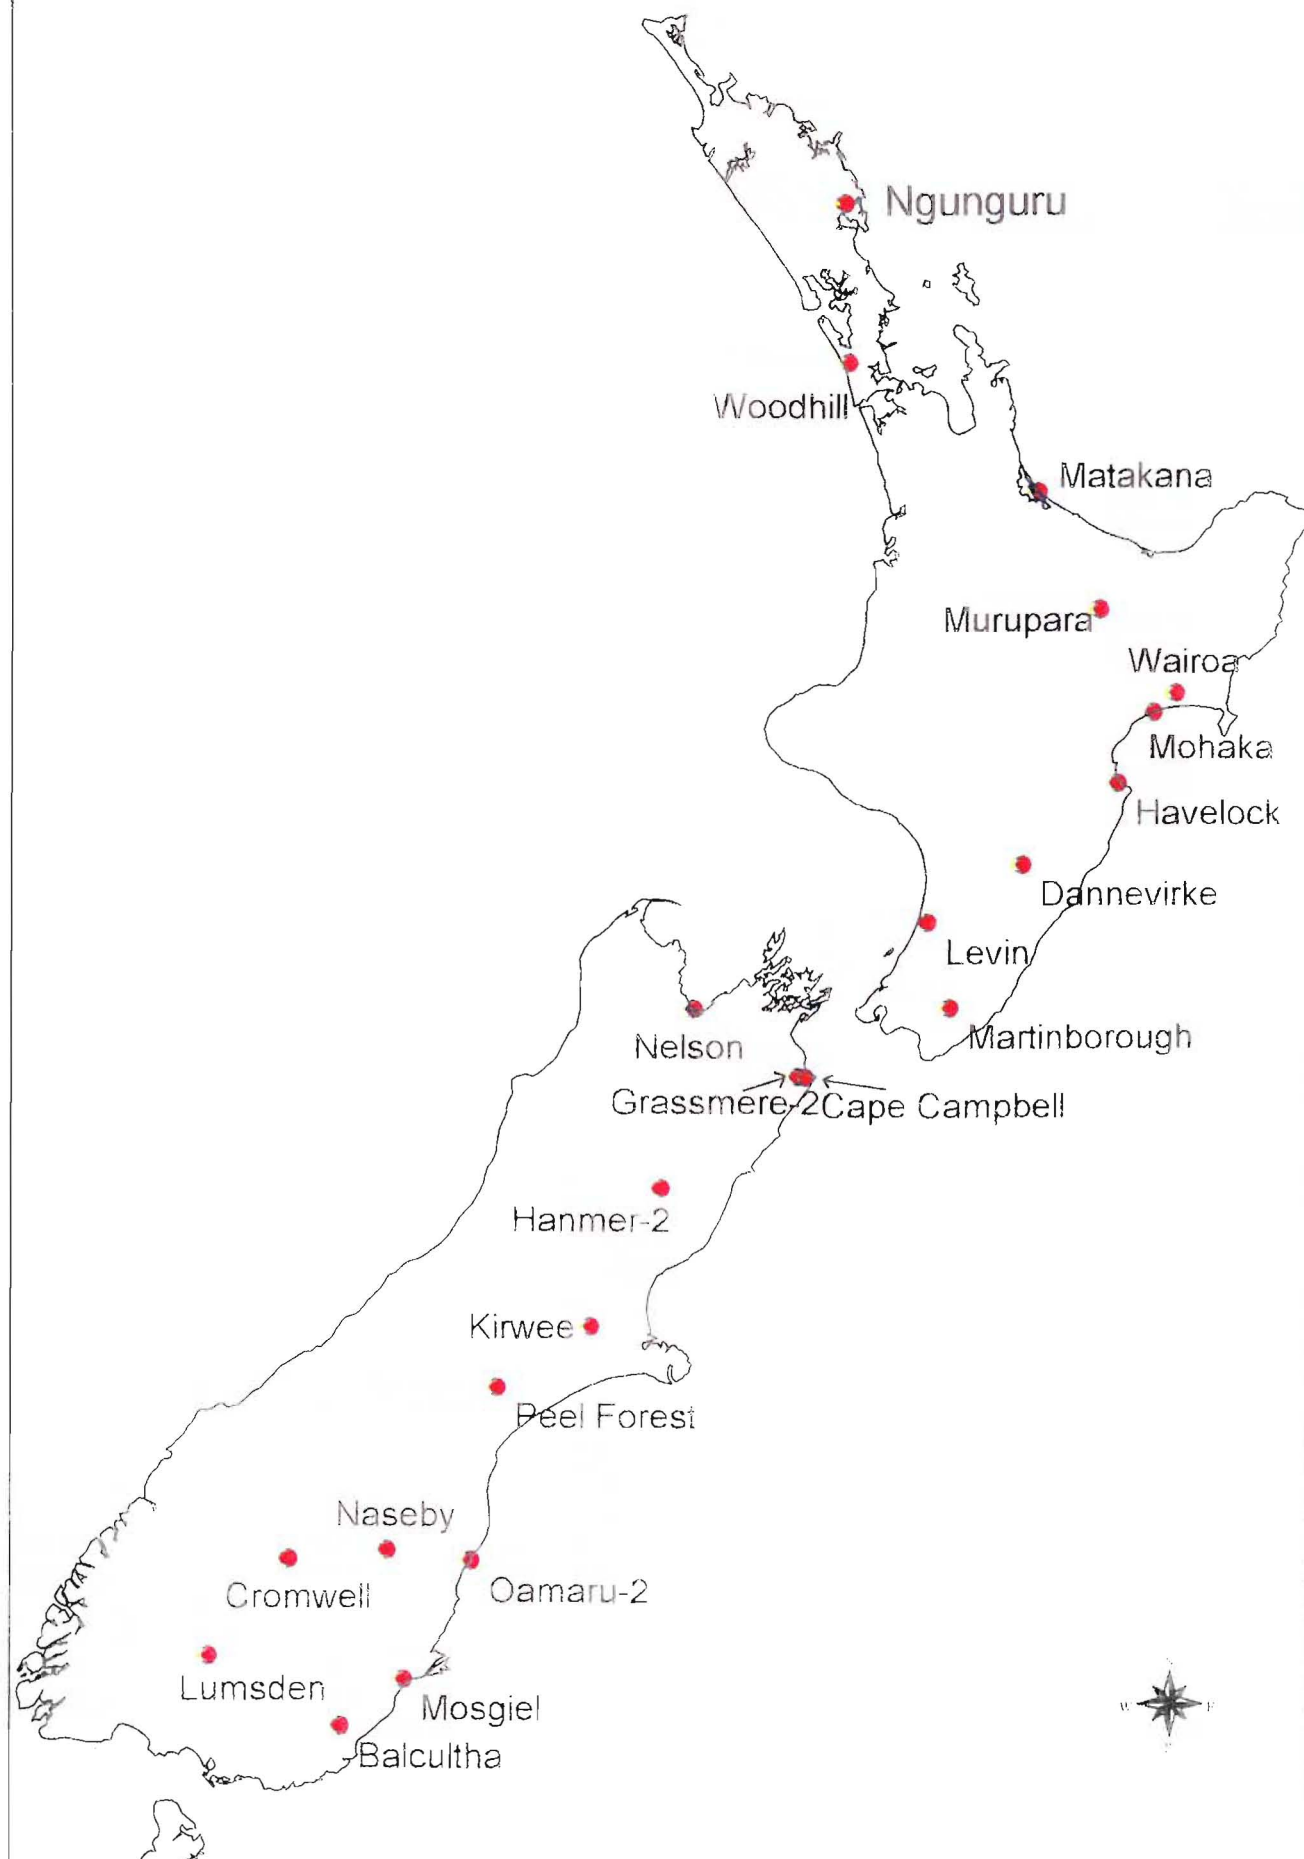 Ngunguru
Woodhill
Matakana
Murupara
Wairoa
Mohaka
Havelock
Dannevirke
Levin
Martinborough
Nelson
Grassmere-2
Cape Campbell
Hanmer-2
Kirwee
Peel Forest
Naseby
Cromwell
Oamaru-2
Lumsden
Mosgiel
Balcultha
W